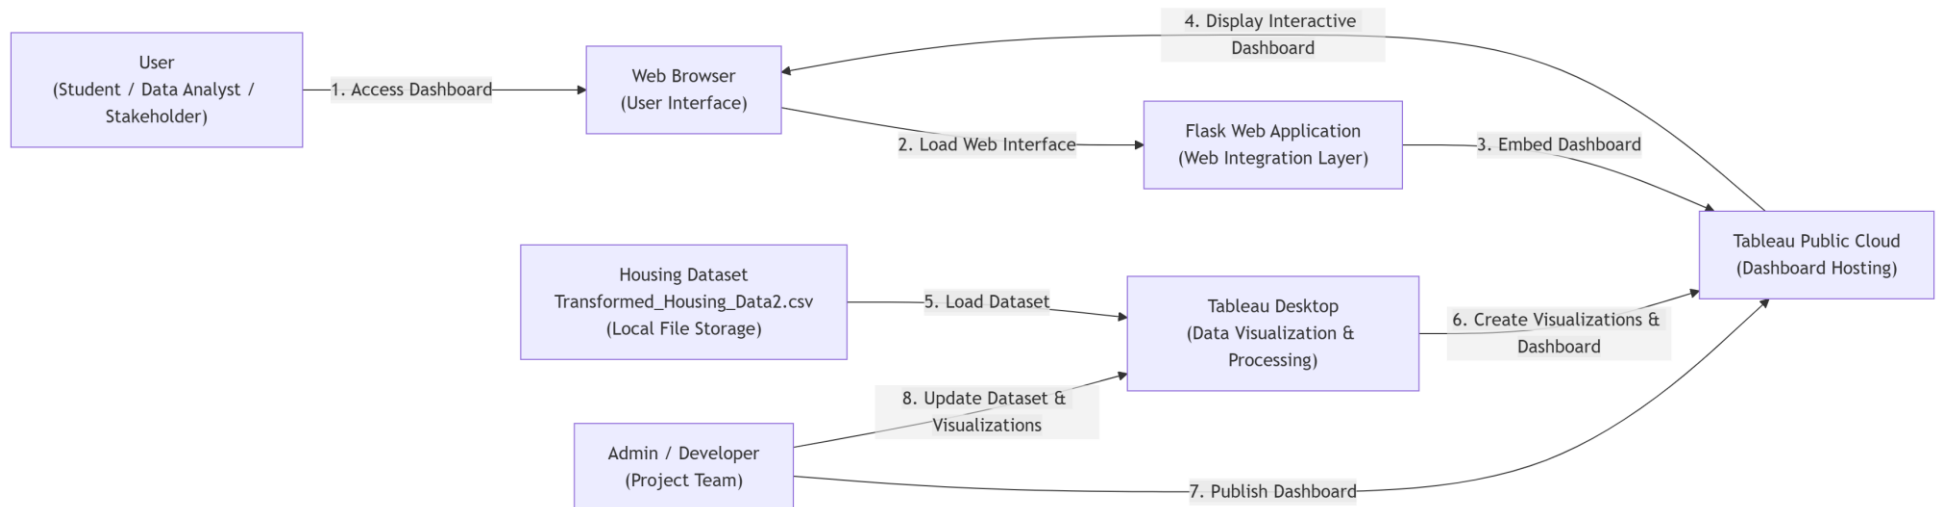 4. Display Interactive
Dashboard
User
(Student / Data Analyst /
Stakeholder)
1. Access Dashboard
Web Browser
(User Interface)
2. Load Web Interface
Flask Web Application
(Web Integration Layer)
3. Embed Dashboard
Tableau Public Cloud
(Dashboard Hosting)
Housing Dataset
Transformed_Housing_Data2.csv
(Local File Storage)
5. Load Dataset
Tableau Desktop
(Data Visualization &
Processing)
6. Create Visualizations &
Dashboard
8. Update Dataset &
Visualizations
Admin / Developer
(Project Team)
7. Publish Dashboard